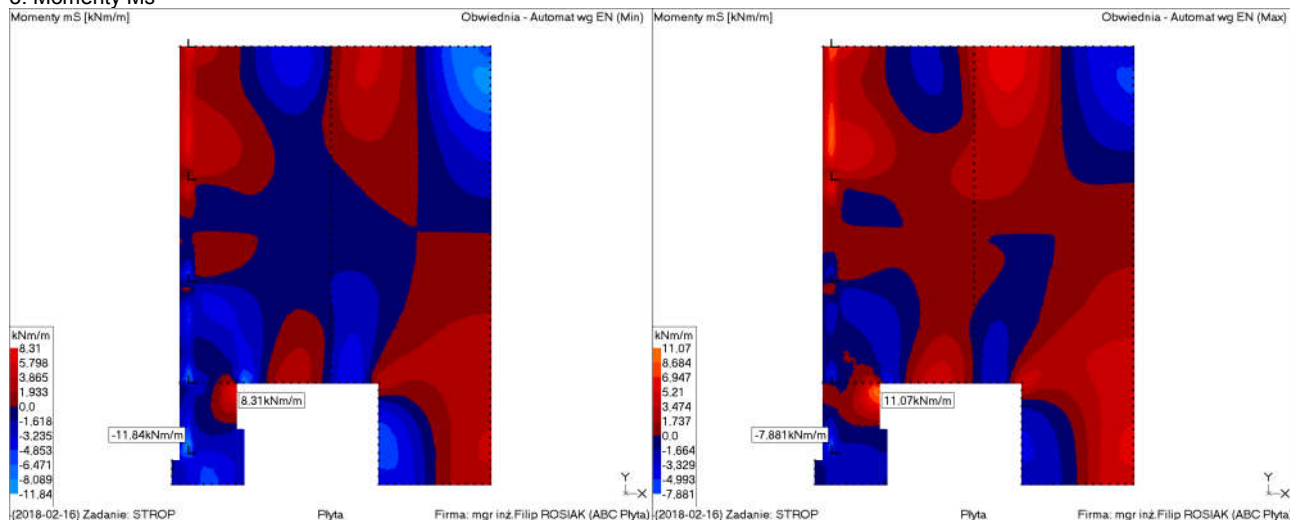 Momenty mS [kNm/m]
Obwiednia - Automat wg EN (Min)
kNm/m
8.31
5.798
3.865
1.933
0.0
-1.618
-3.235
-4.853
-6.471
-8.089
-11.84
8.31kNm/m
-11.84kNm/m
Y
X
(2018-02-16) Zadanie: STROP
Płyta
Firma: mgr inż.Filip ROSIAK (ABC Płyta)
Momenty mS [kNm/m]
Obwiednia - Automat wg EN (Max)
kNm/m
11.07
8.684
6.947
5.21
3.474
1.737
0.0
-1.664
-3.329
-4.993
-7.881
11.07kNm/m
-7.881kNm/m
Y
X
(2018-02-16) Zadanie: STROP
Płyta
Firma: mgr inż.Filip ROSIAK (ABC Płyta)